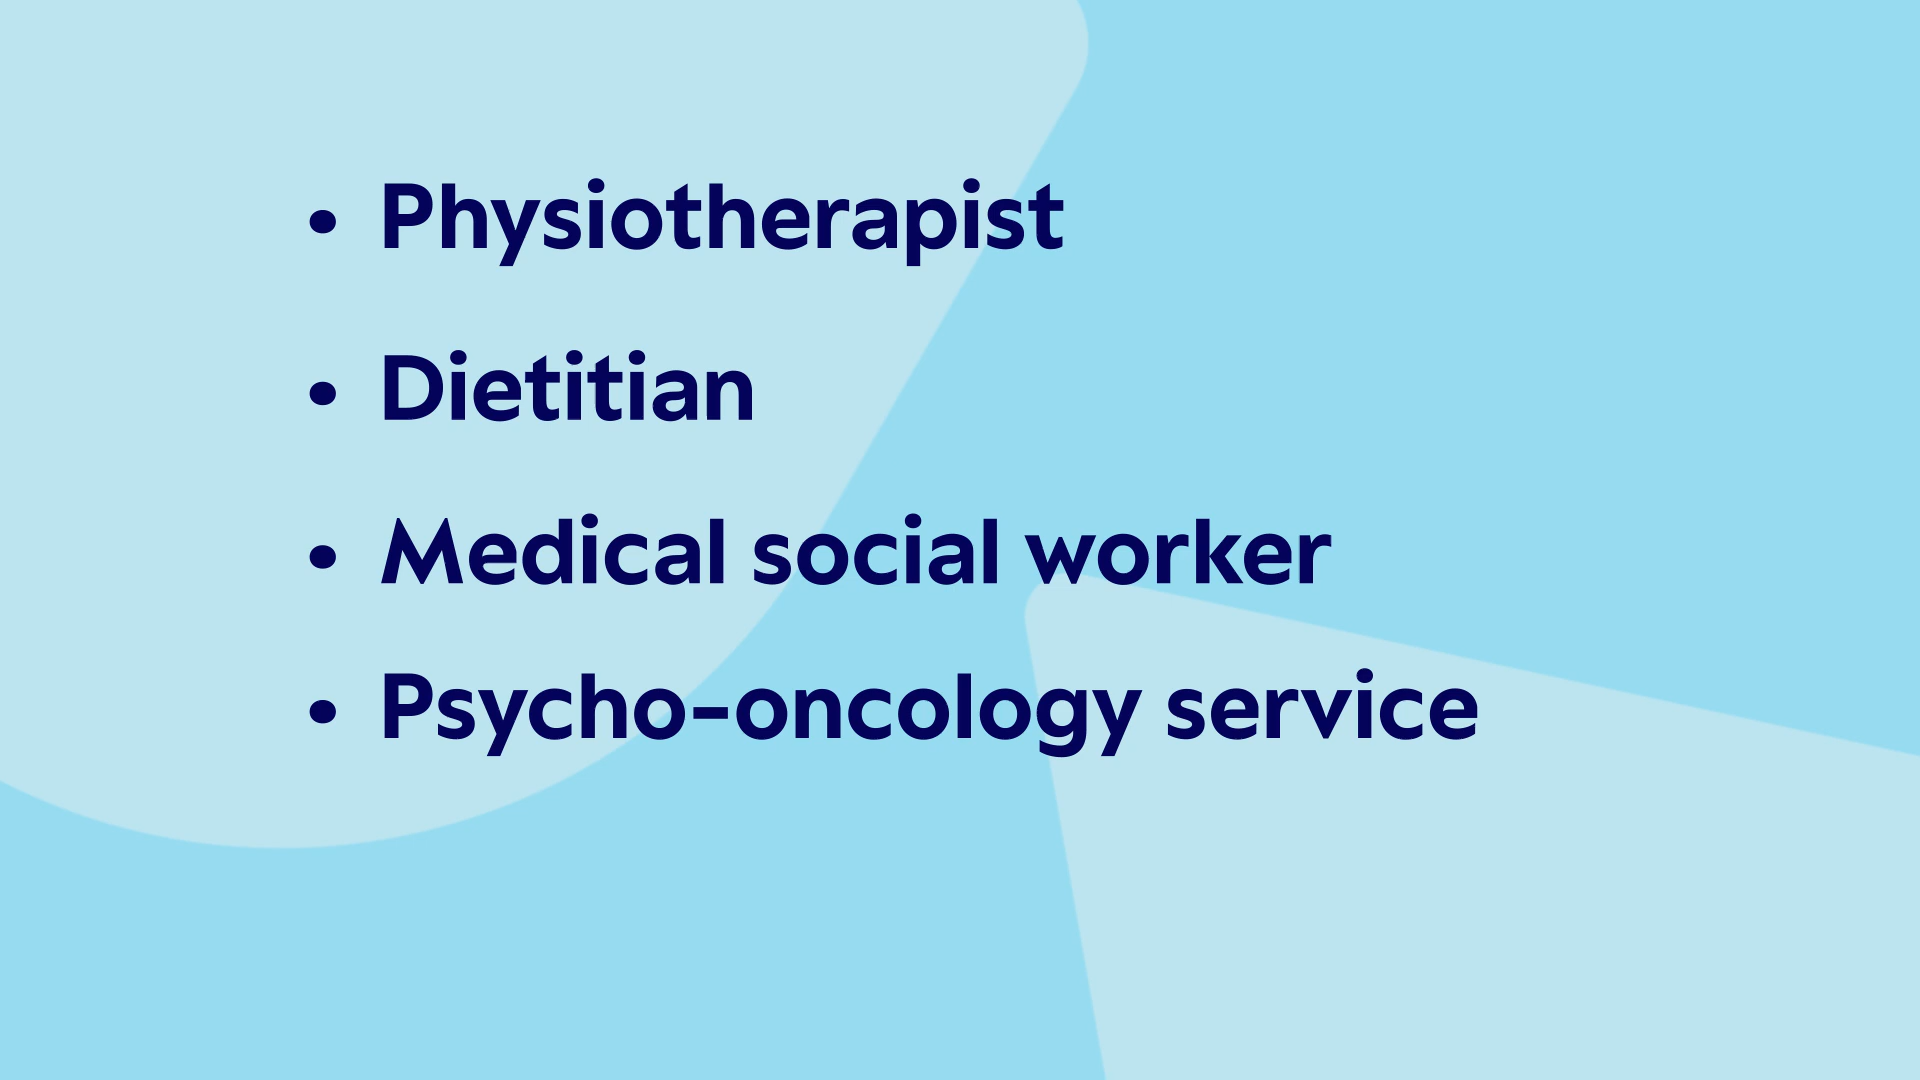 • Physiotherapist
• Dietitian
• Medical social worker
• Psycho-oncology service